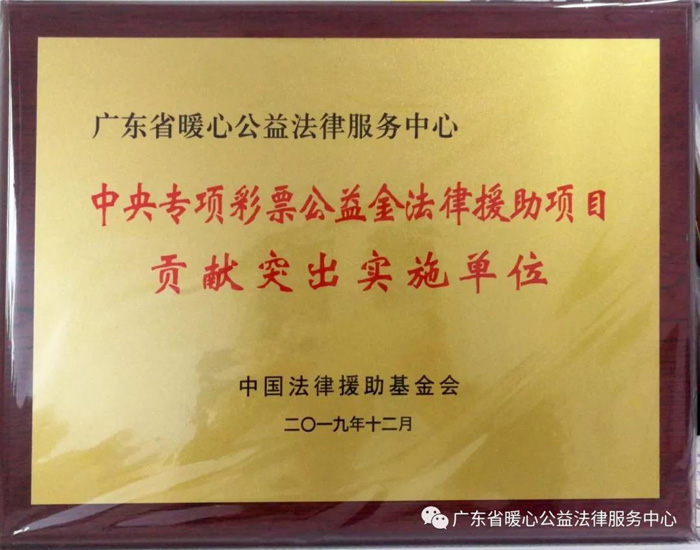 广东省暖心公益法律服务中心
中央专项彩票公益金法律援助项目
贡献突出实施单位
中国法律援助基金会
二〇一九年十二月
广东省暖心公益法律服务中心